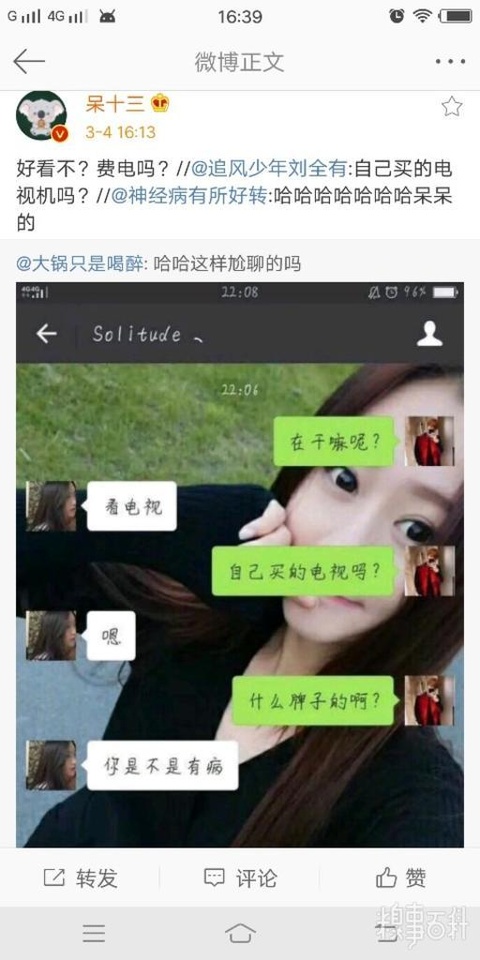 G 4G 16:39
微博正文
呆十三
3-4 16:13
好看不？费电吗？//@追风少年刘全有:自己买的电
视机吗？//@神经病有所好转:哈哈哈哈哈哈哈呆呆
的
@大锅只是喝醉: 哈哈这样尬聊的吗
4G4G 22:08 96%
Solitude 、
22:06
在干嘛呢？
看电视
自己买的电视吗？
嗯
什么牌子的啊？
你是不是有病
转发 评论 赞
糗事百科